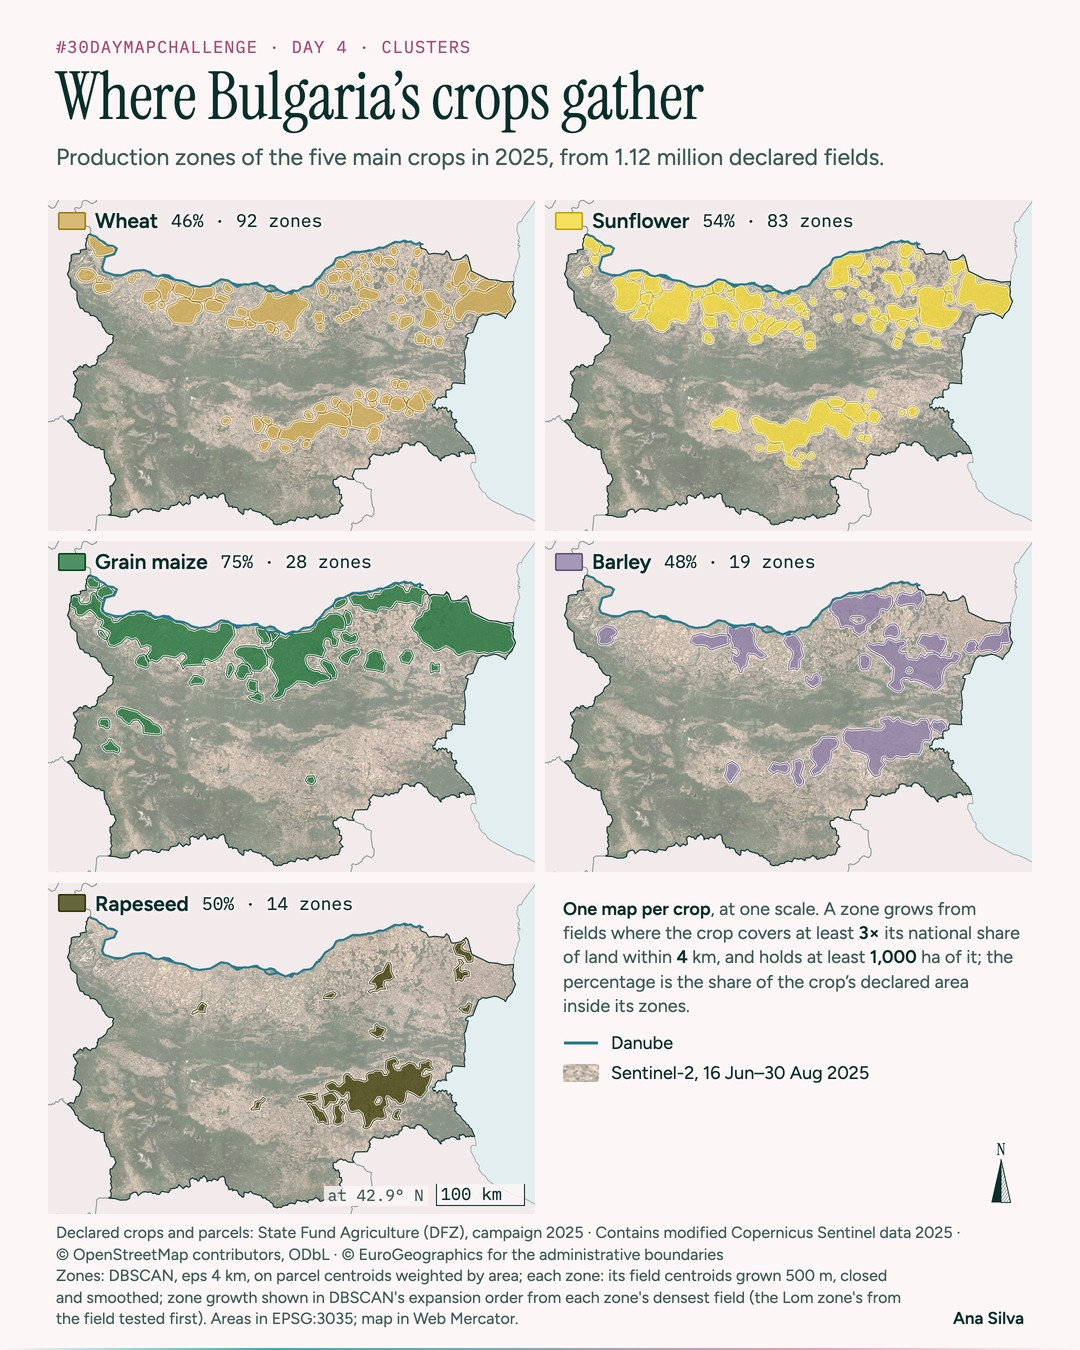 #30DAYMAPCHALLENGE · DAY 4 · CLUSTERS
Where Bulgaria’s crops gather
Production zones of the five main crops in 2025, from 1.12 million declared fields.
Wheat 46% · 92 zones
Sunflower 54% · 83 zones
Grain maize 75% · 28 zones
Barley 48% · 19 zones
Rapeseed 50% · 14 zones
One map per crop, at one scale. A zone grows from
fields where the crop covers at least 3× its national share
of land within 4 km, and holds at least 1,000 ha of it; the
percentage is the share of the crop’s declared area
inside its zones.
Danube
Sentinel-2, 16 Jun–30 Aug 2025
N
at 42.9° N 100 km
Declared crops and parcels: State Fund Agriculture (DFZ), campaign 2025 · Contains modified Copernicus Sentinel data 2025 ·
© OpenStreetMap contributors, ODbL · © EuroGeographics for the administrative boundaries
Zones: DBSCAN, eps 4 km, on parcel centroids weighted by area; each zone: its field centroids grown 500 m, closed
and smoothed; zone growth shown in DBSCAN's expansion order from each zone's densest field (the Lom zone's from
the field tested first). Areas in EPSG:3035; map in Web Mercator.
Ana Silva